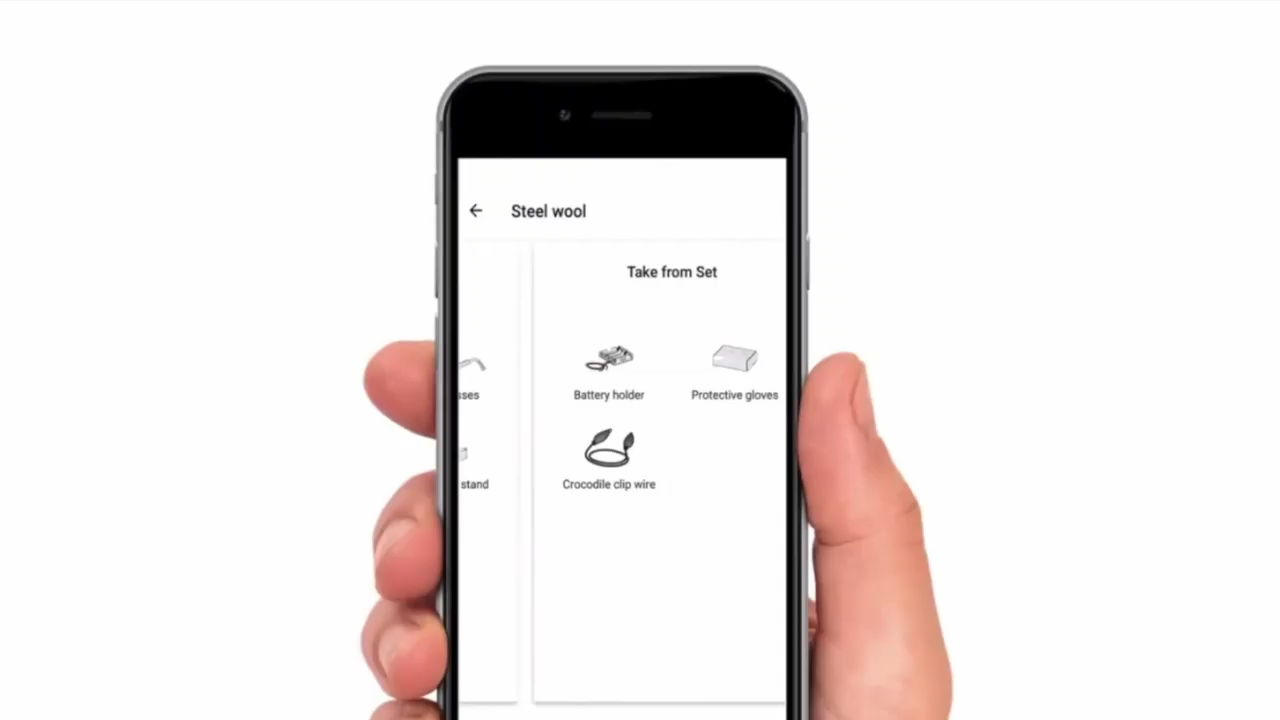 Steel wool
Take from Set
sses
Battery holder
Protective gloves
stand
Crocodile clip wire